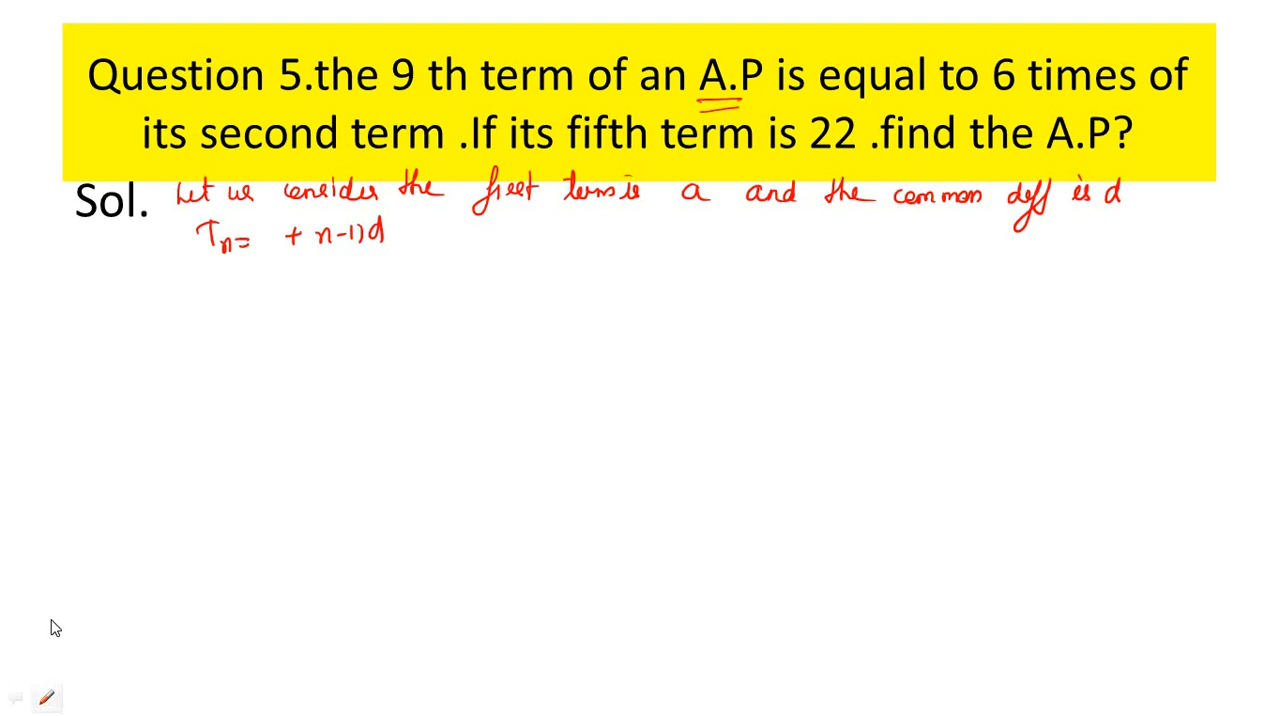 Question 5.the 9 th term of an A.P is equal to 6 times of
its second term .If its fifth term is 22 .find the A.P?
Sol. Let us consider the first term is a and the common diff is d
Tn= + n-1)d